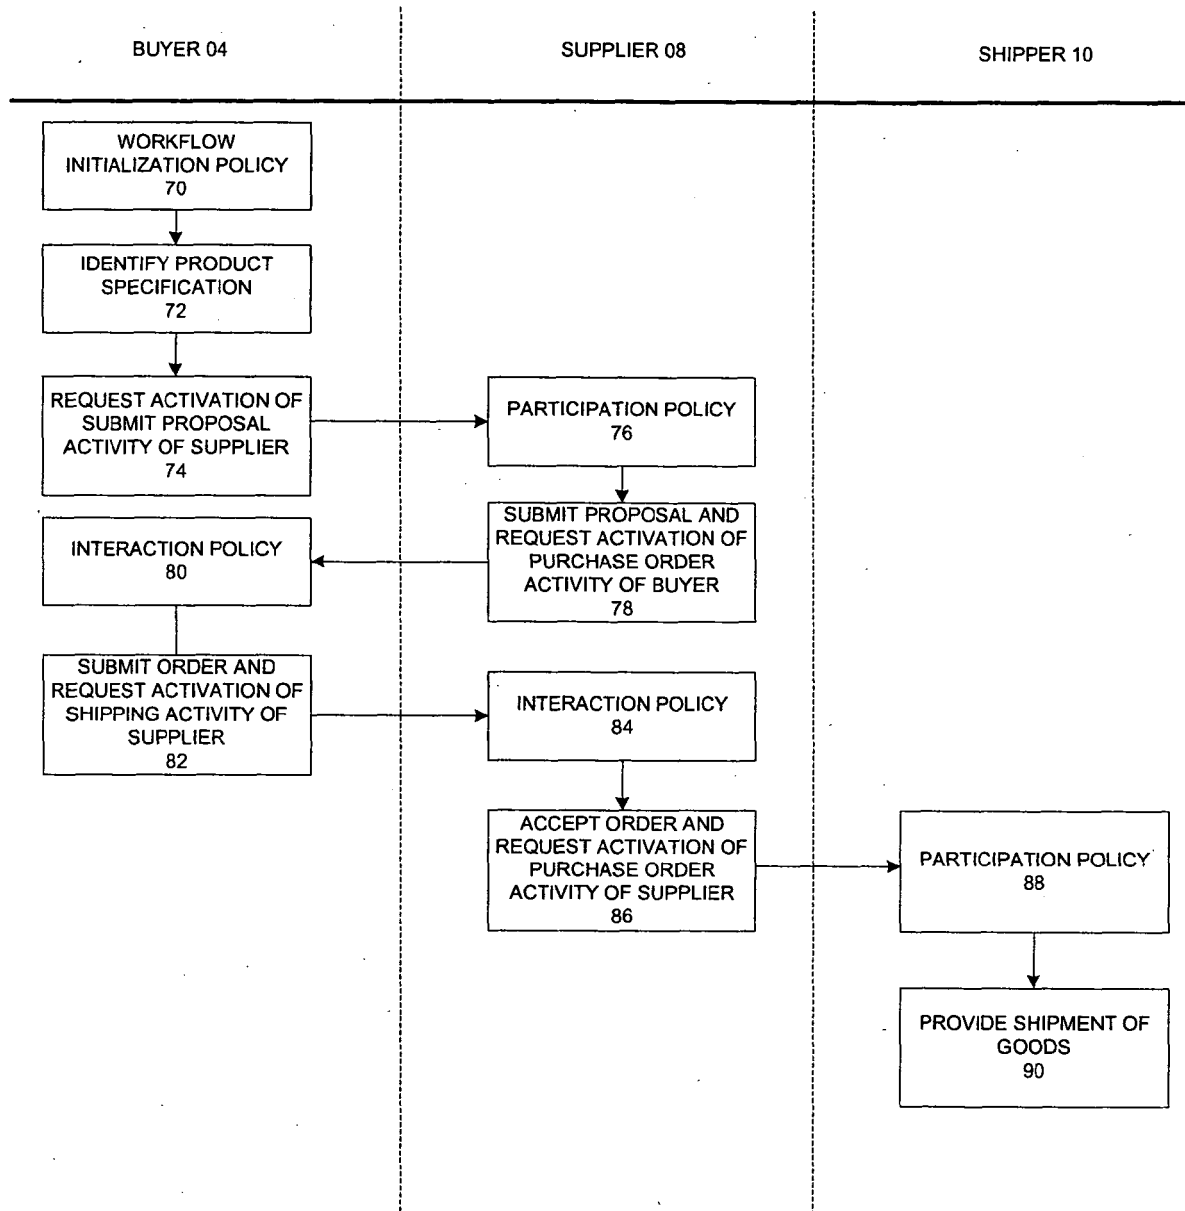 BUYER 04
SUPPLIER 08
SHIPPER 10
WORKFLOW
INITIALIZATION POLICY
70
IDENTIFY PRODUCT
SPECIFICATION
72
REQUEST ACTIVATION OF
SUBMIT PROPOSAL
ACTIVITY OF SUPPLIER
74
PARTICIPATION POLICY
76
SUBMIT PROPOSAL AND
REQUEST ACTIVATION OF
PURCHASE ORDER
ACTIVITY OF BUYER
78
INTERACTION POLICY
80
SUBMIT ORDER AND
REQUEST ACTIVATION OF
SHIPPING ACTIVITY OF
SUPPLIER
82
INTERACTION POLICY
84
ACCEPT ORDER AND
REQUEST ACTIVATION OF
PURCHASE ORDER
ACTIVITY OF SUPPLIER
86
PARTICIPATION POLICY
88
PROVIDE SHIPMENT OF
GOODS
90